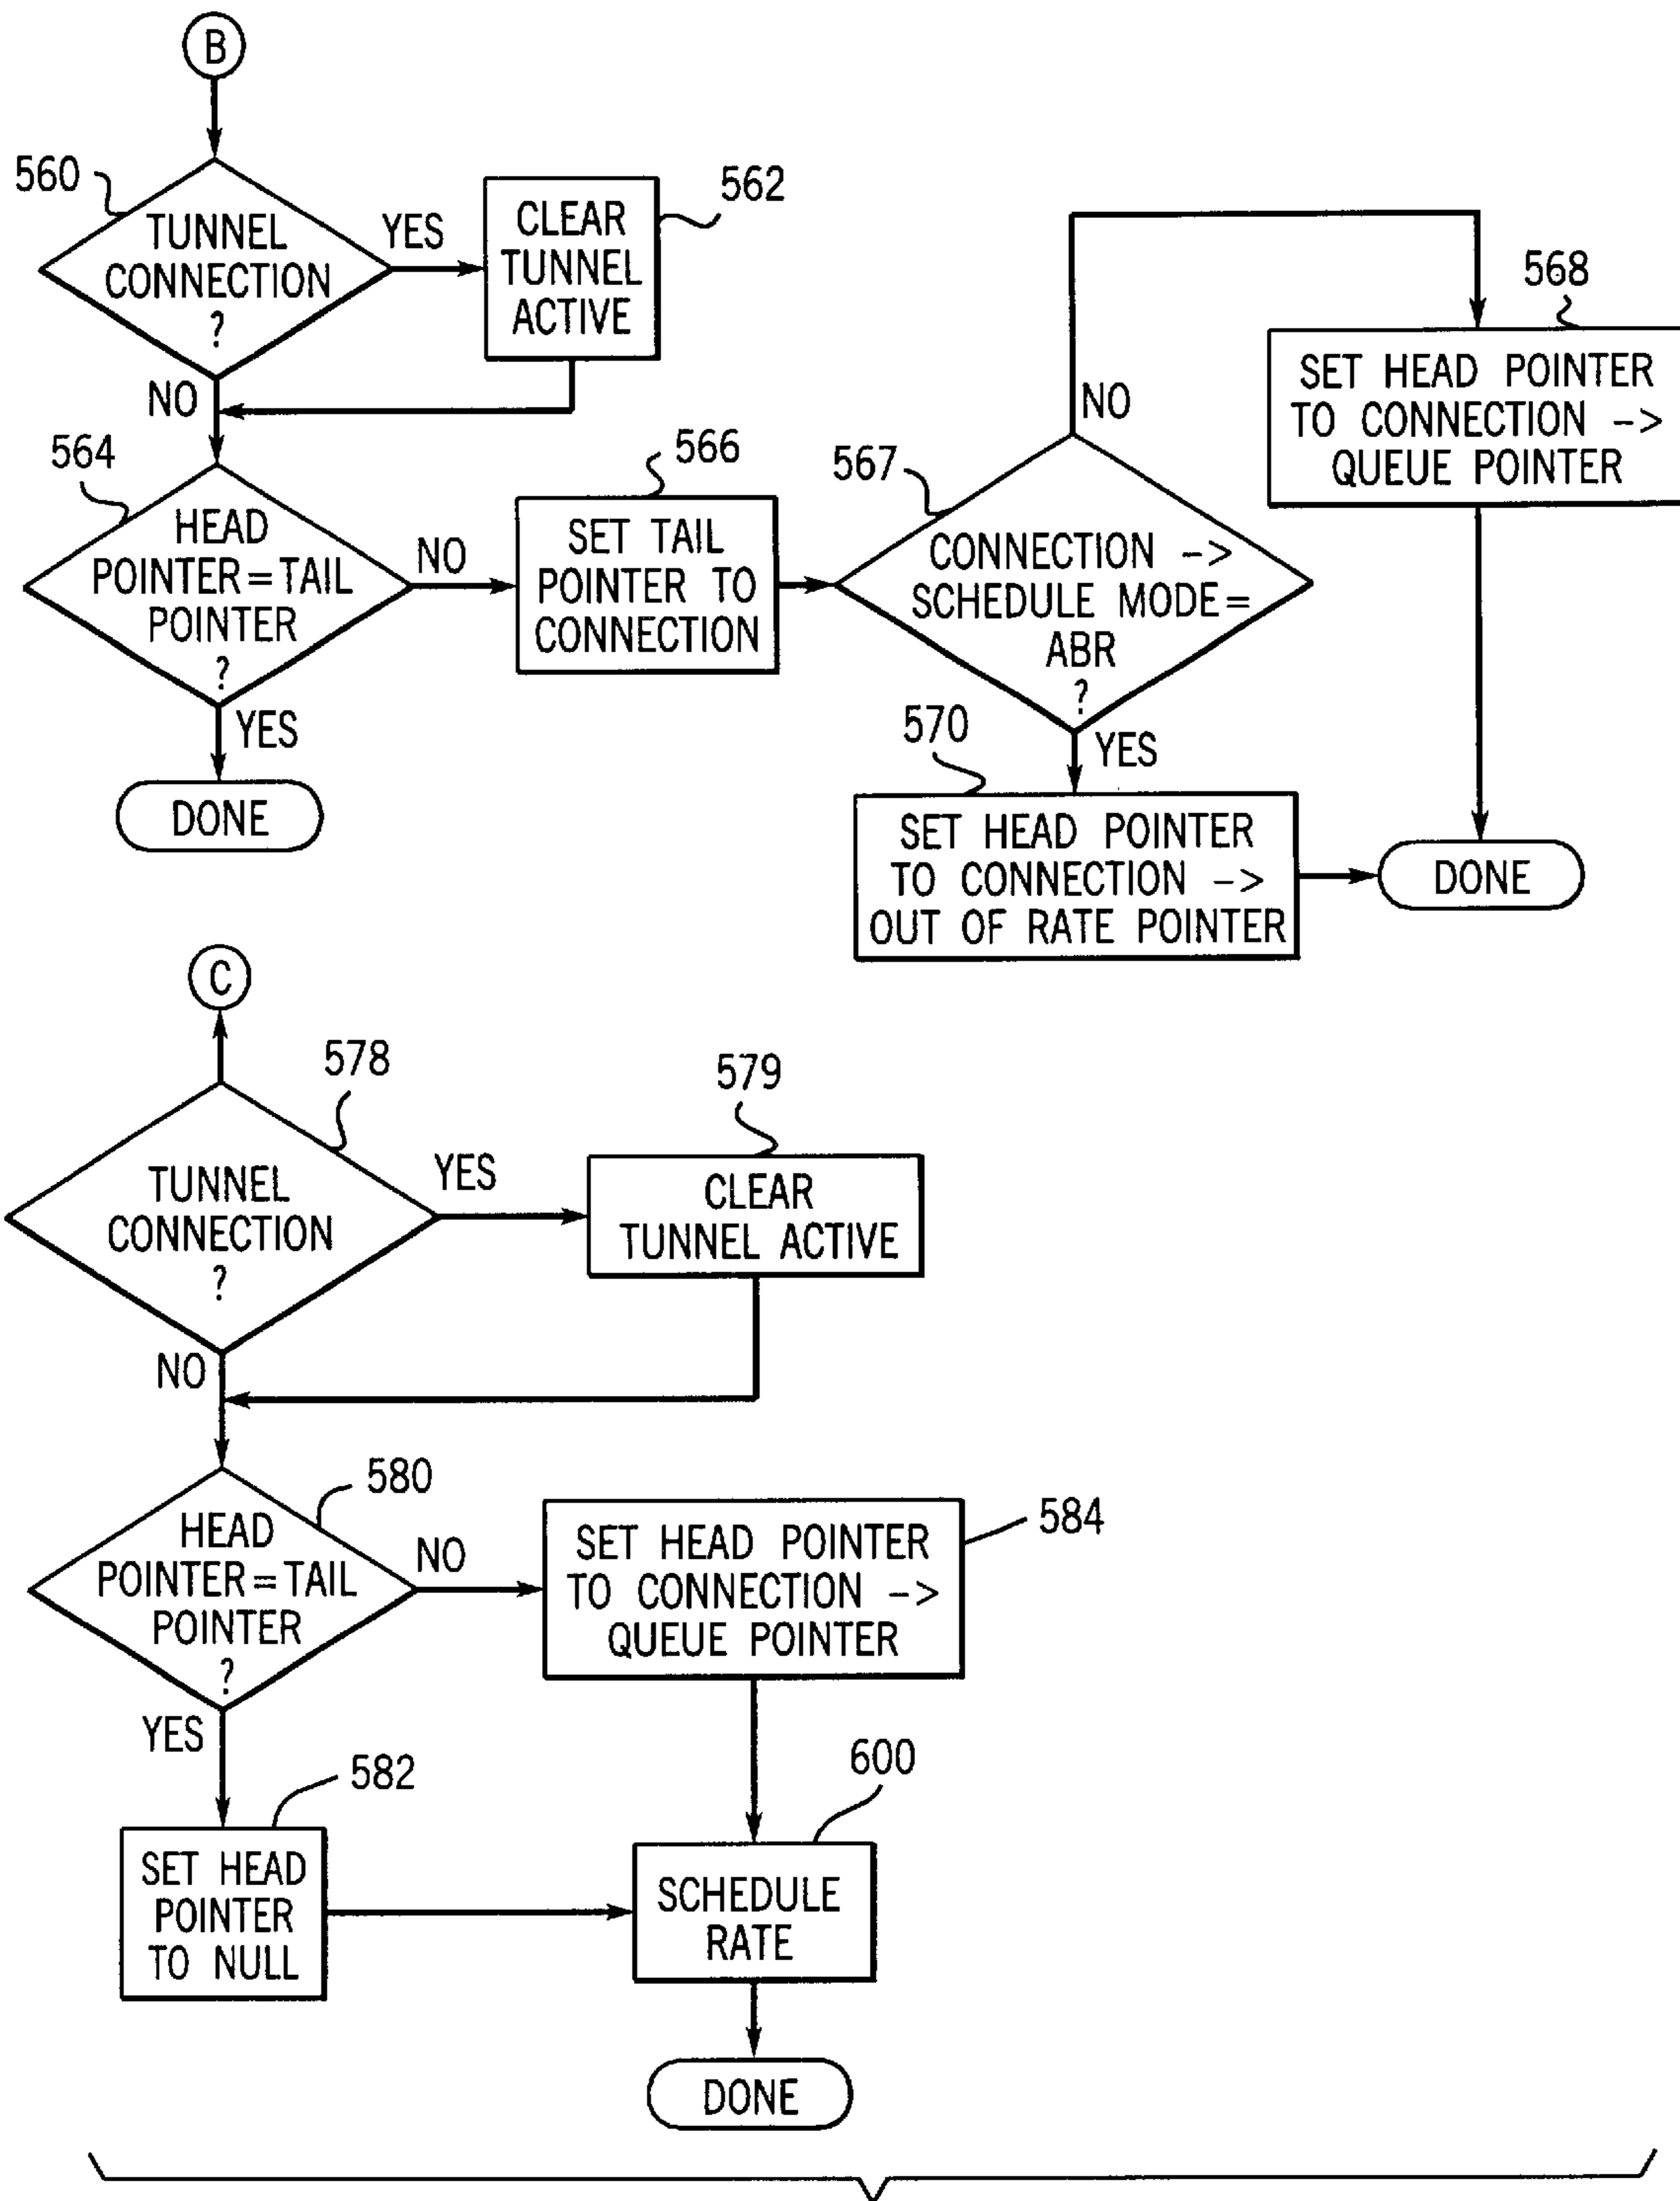 B
560
TUNNEL
CONNECTION
?
YES
NO
562
CLEAR
TUNNEL
ACTIVE
564
HEAD
POINTER=TAIL
POINTER
?
NO
YES
DONE
566
SET TAIL
POINTER TO
CONNECTION
567
CONNECTION ->
SCHEDULE MODE=
ABR
?
NO
YES
568
SET HEAD POINTER
TO CONNECTION ->
QUEUE POINTER
570
SET HEAD POINTER
TO CONNECTION ->
OUT OF RATE POINTER
DONE
C
578
TUNNEL
CONNECTION
?
YES
NO
579
CLEAR
TUNNEL ACTIVE
580
HEAD
POINTER=TAIL
POINTER
?
NO
YES
584
SET HEAD POINTER
TO CONNECTION ->
QUEUE POINTER
582
SET HEAD
POINTER
TO NULL
600
SCHEDULE
RATE
DONE